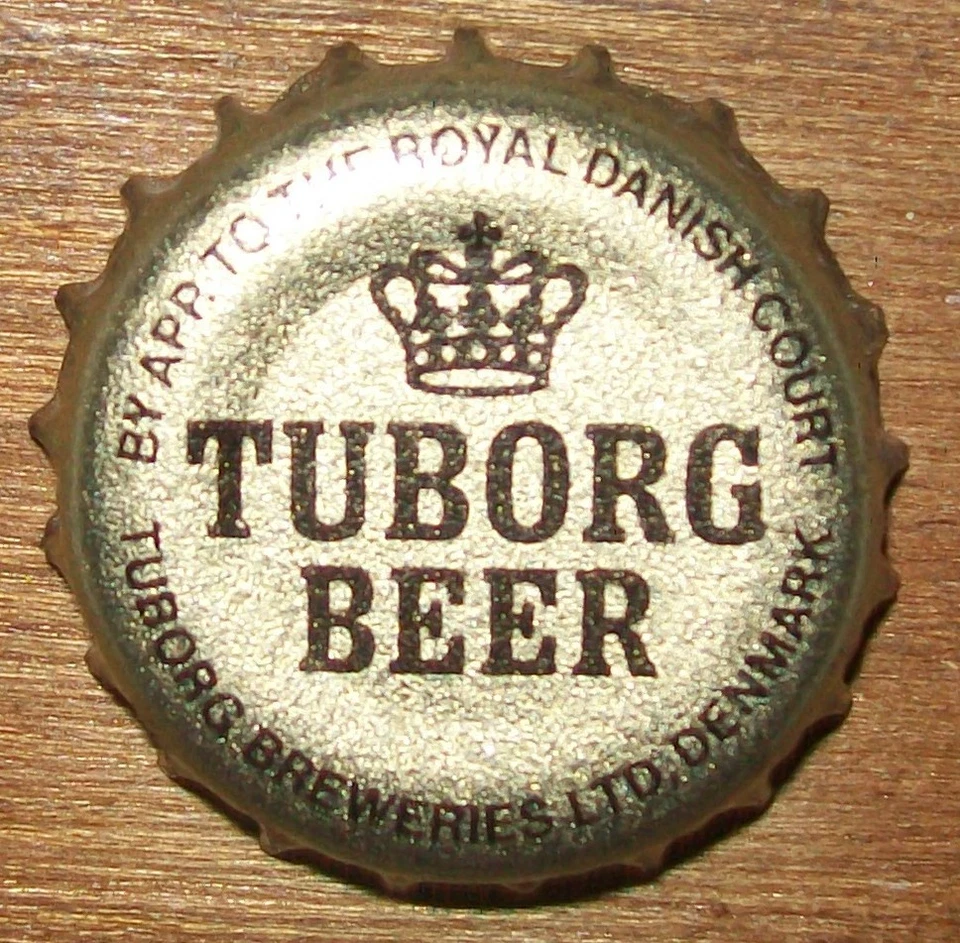 BY APP. TO THE ROYAL DANISH COURT
TUBORG
BEER
TUBORG BREWERIES LTD. DENMARK